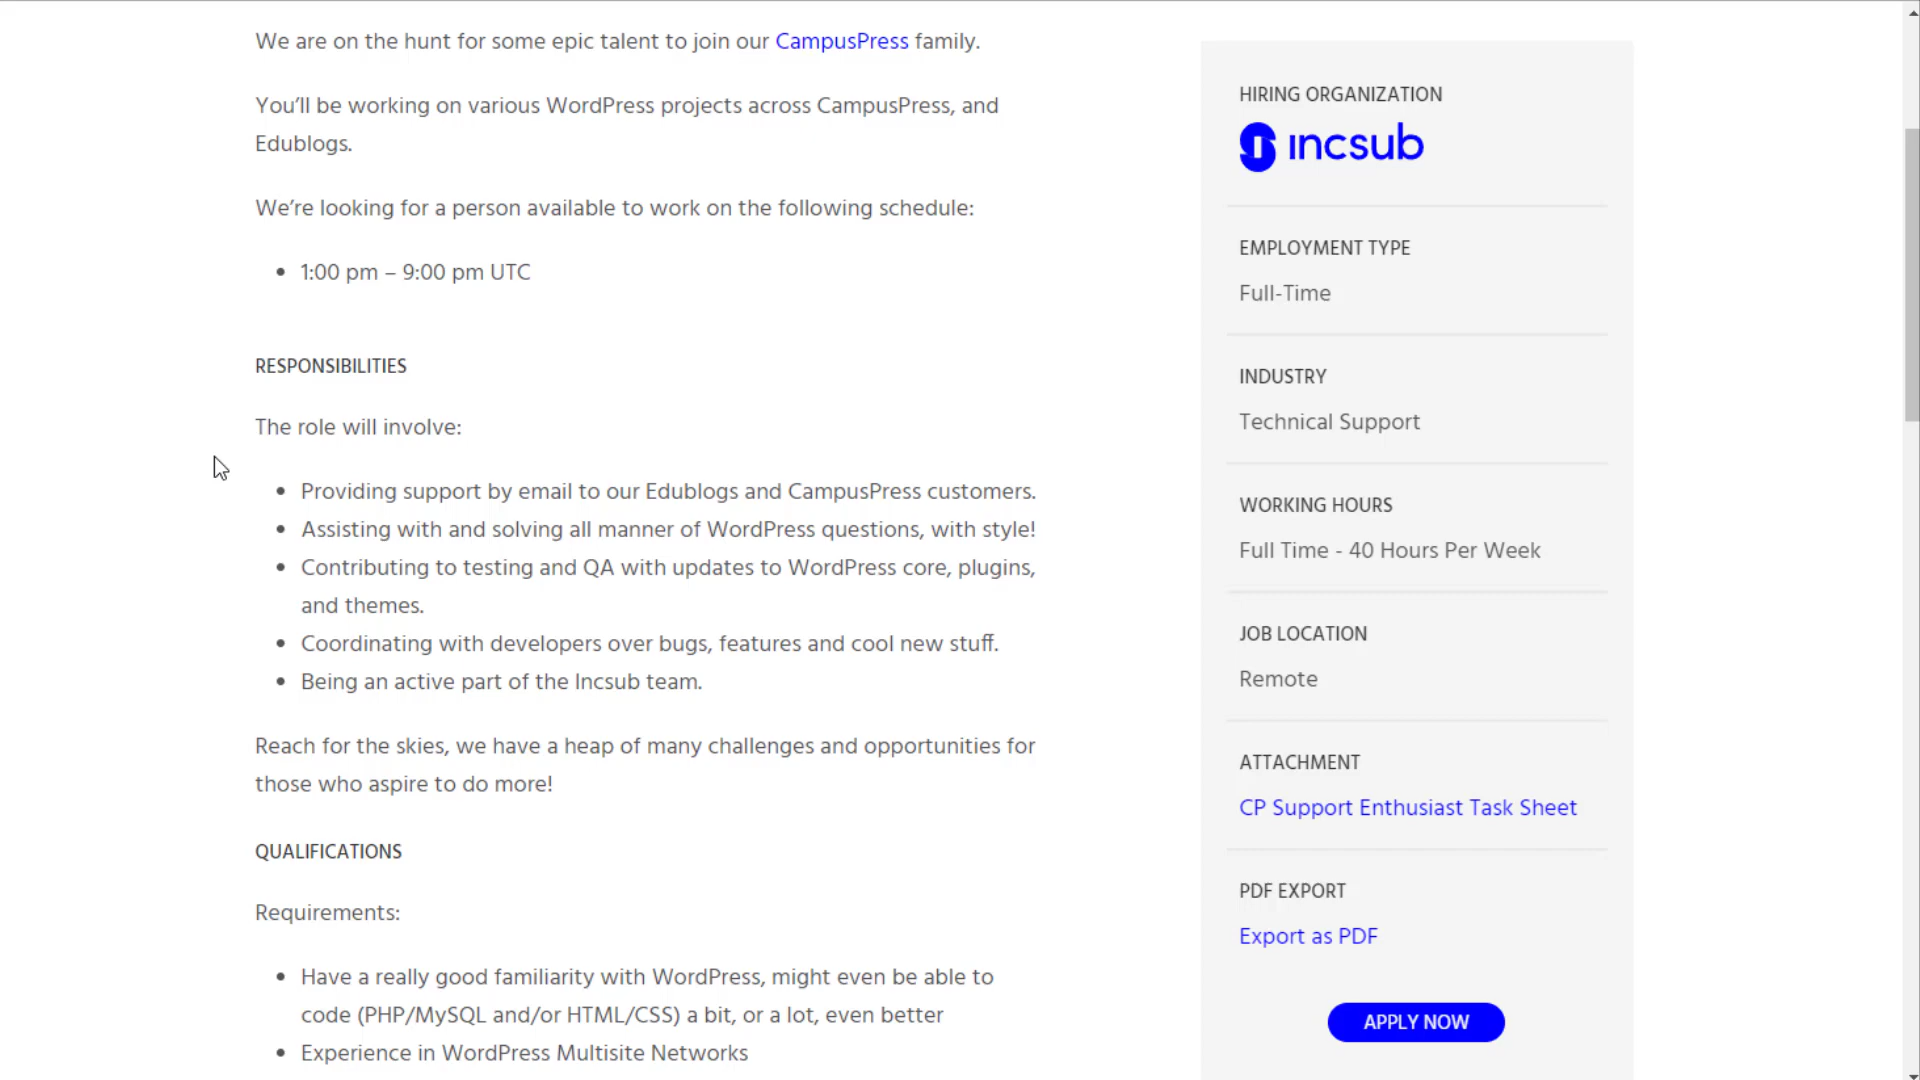 We are on the hunt for some epic talent to join our CampusPress family.
You’ll be working on various WordPress projects across CampusPress, and
Edublogs.
We’re looking for a person available to work on the following schedule:
• 1:00 pm – 9:00 pm UTC
RESPONSIBILITIES
The role will involve:
• Providing support by email to our Edublogs and CampusPress customers.
• Assisting with and solving all manner of WordPress questions, with style!
• Contributing to testing and QA with updates to WordPress core, plugins,
and themes.
• Coordinating with developers over bugs, features and cool new stuff.
• Being an active part of the Incsub team.
Reach for the skies, we have a heap of many challenges and opportunities for
those who aspire to do more!
QUALIFICATIONS
Requirements:
• Have a really good familiarity with WordPress, might even be able to
code (PHP/MySQL and/or HTML/CSS) a bit, or a lot, even better
• Experience in WordPress Multisite Networks
HIRING ORGANIZATION
incsub
EMPLOYMENT TYPE
Full-Time
INDUSTRY
Technical Support
WORKING HOURS
Full Time - 40 Hours Per Week
JOB LOCATION
Remote
ATTACHMENT
CP Support Enthusiast Task Sheet
PDF EXPORT
Export as PDF
APPLY NOW